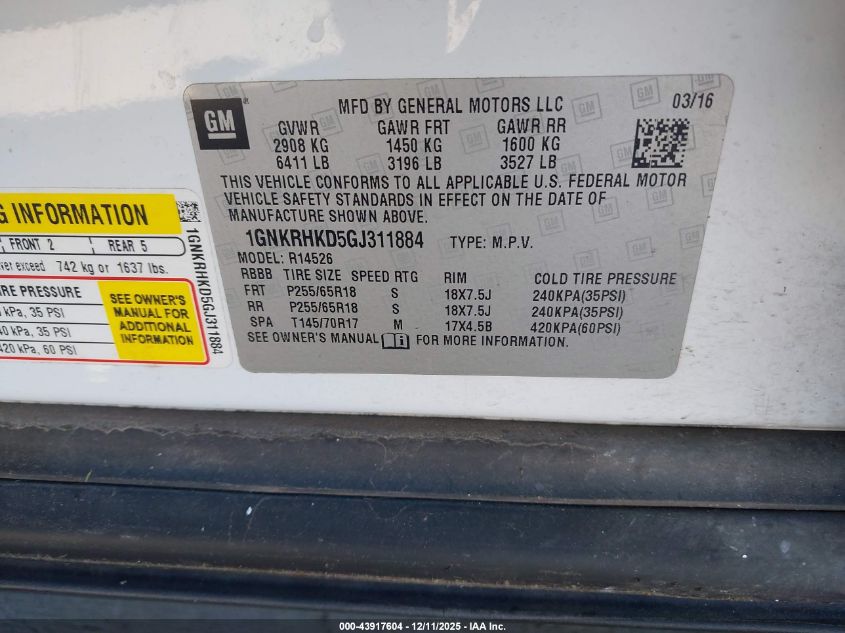 GM
MFD BY GENERAL MOTORS LLC 03/16
GVWR GAWR FRT GAWR RR
2908 KG 1450 KG 1600 KG
6411 LB 3196 LB 3527 LB
THIS VEHICLE CONFORMS TO ALL APPLICABLE U.S. FEDERAL MOTOR
VEHICLE SAFETY STANDARDS IN EFFECT ON THE DATE OF
MANUFACTURE SHOWN ABOVE.
1GNKRHKD5GJ311884 TYPE: M.P.V.
MODEL: R14526
RBBB TIRE SIZE SPEED RTG RIM COLD TIRE PRESSURE
FRT P255/65R18 S 18X7.5J 240KPA(35PSI)
RR P255/65R18 S 18X7.5J 240KPA(35PSI)
SPA T145/70R17 M 17X4.5B 420KPA(60PSI)
SEE OWNER'S MANUAL FOR MORE INFORMATION.
INFORMATION
FRONT 2 REAR 5
exceed 742 kg or 1637 lbs.
PRESSURE
kPa, 35 PSI
kPa, 35 PSI
420 kPa, 60 PSI
SEE OWNER'S
MANUAL FOR
ADDITIONAL
INFORMATION
1GNKRHKD5GJ311884
000-43917604 - 12/11/2025 - IAA Inc.